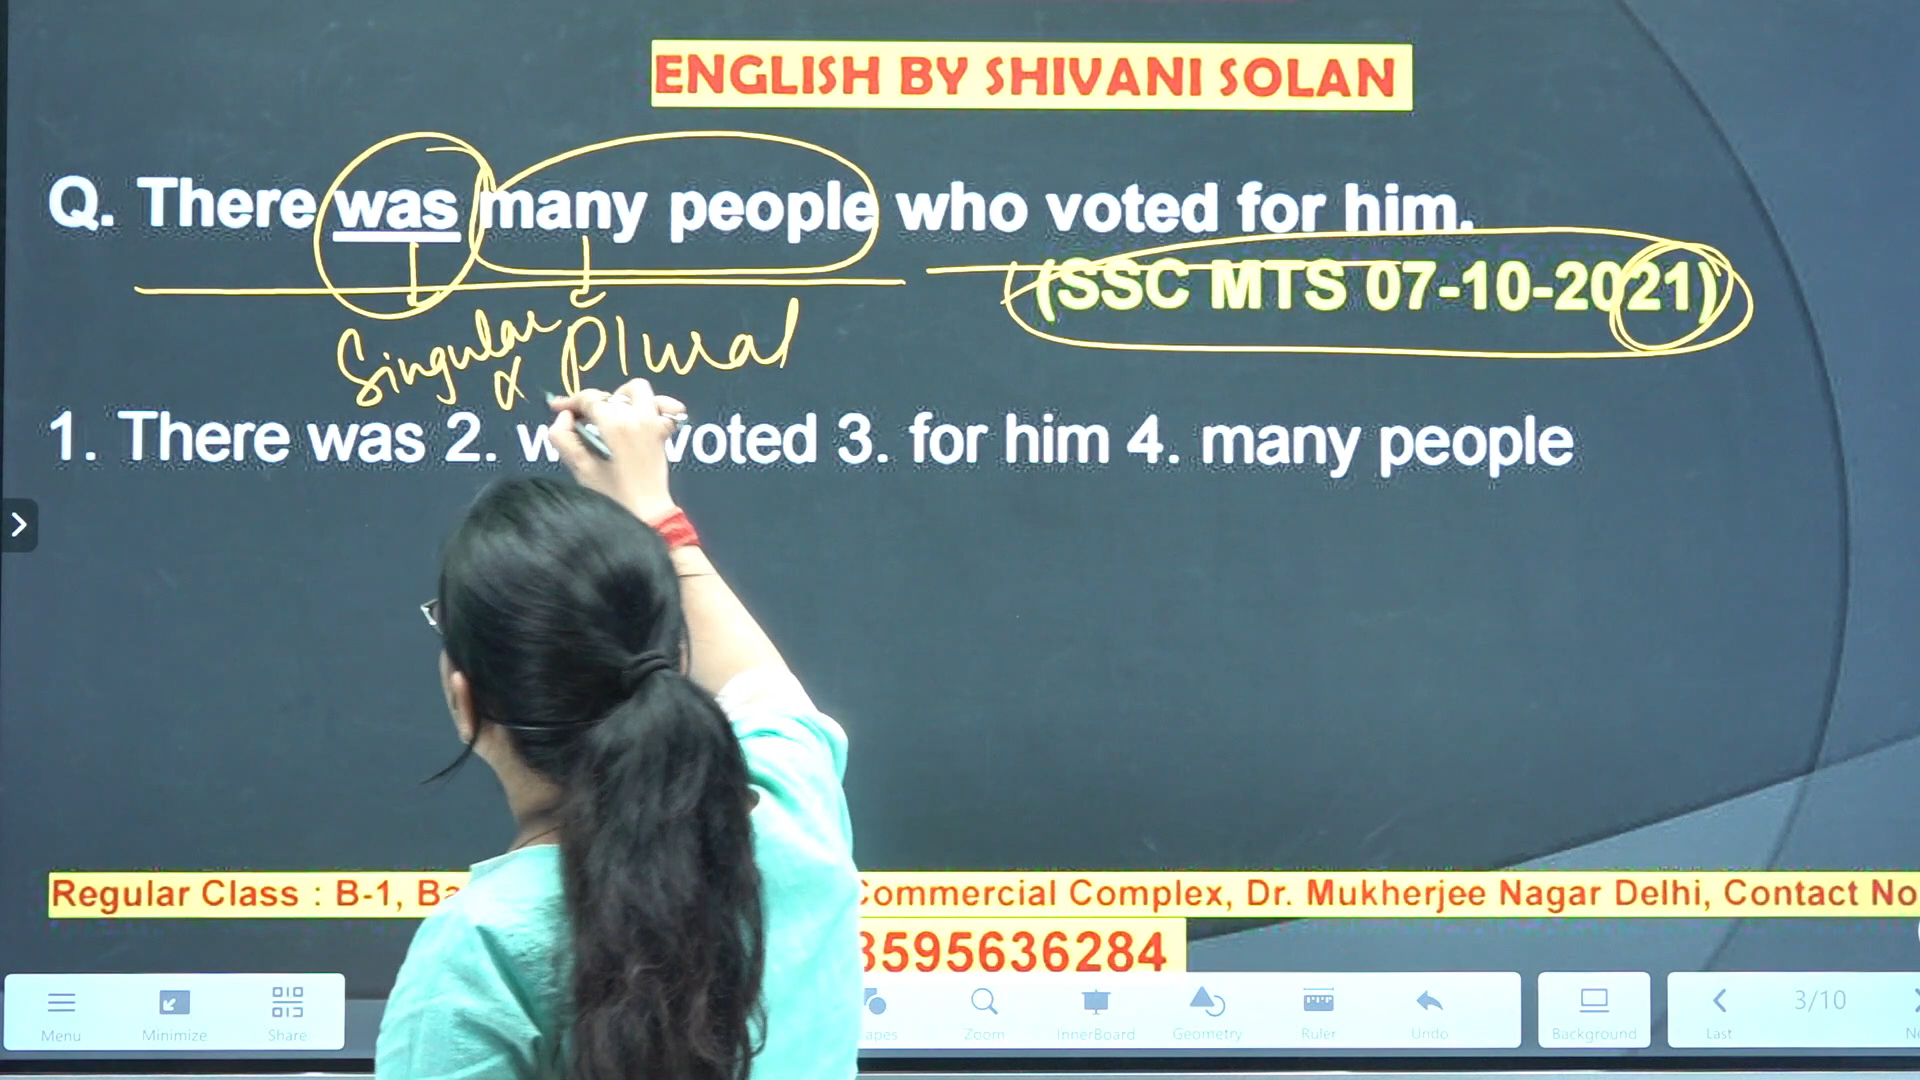 ENGLISH BY SHIVANI SOLAN
Q. There was many people who voted for him.
(SSC MTS 07-10-2021)
Singular Plural
1. There was 2. voted 3. for him 4. many people
Regular Class : B-1, Commercial Complex, Dr. Mukherjee Nagar Delhi, Contact No
8595636284
Menu Minimize Share Zoom InnerBoard Geometry Ruler Undo Background Last 3/10